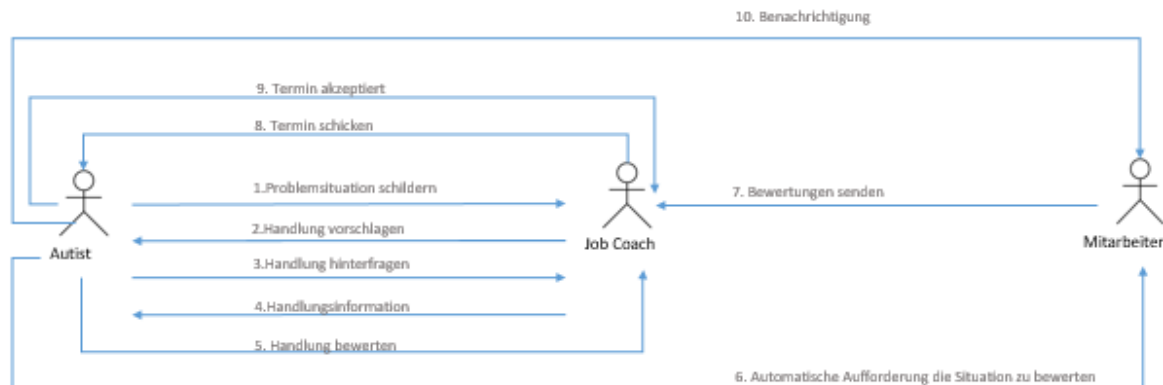 10. Benachrichtigung
9. Termin akzeptiert
8. Termin schicken
1.Problemsituation schildern
7. Bewertungen senden
2.Handlung vorschlagen
Autist
Job Coach
Mitarbeiter
3.Handlung hinterfragen
4.Handlungsinformation
5. Handlung bewerten
6. Automatische Aufforderung die Situation zu bewerten